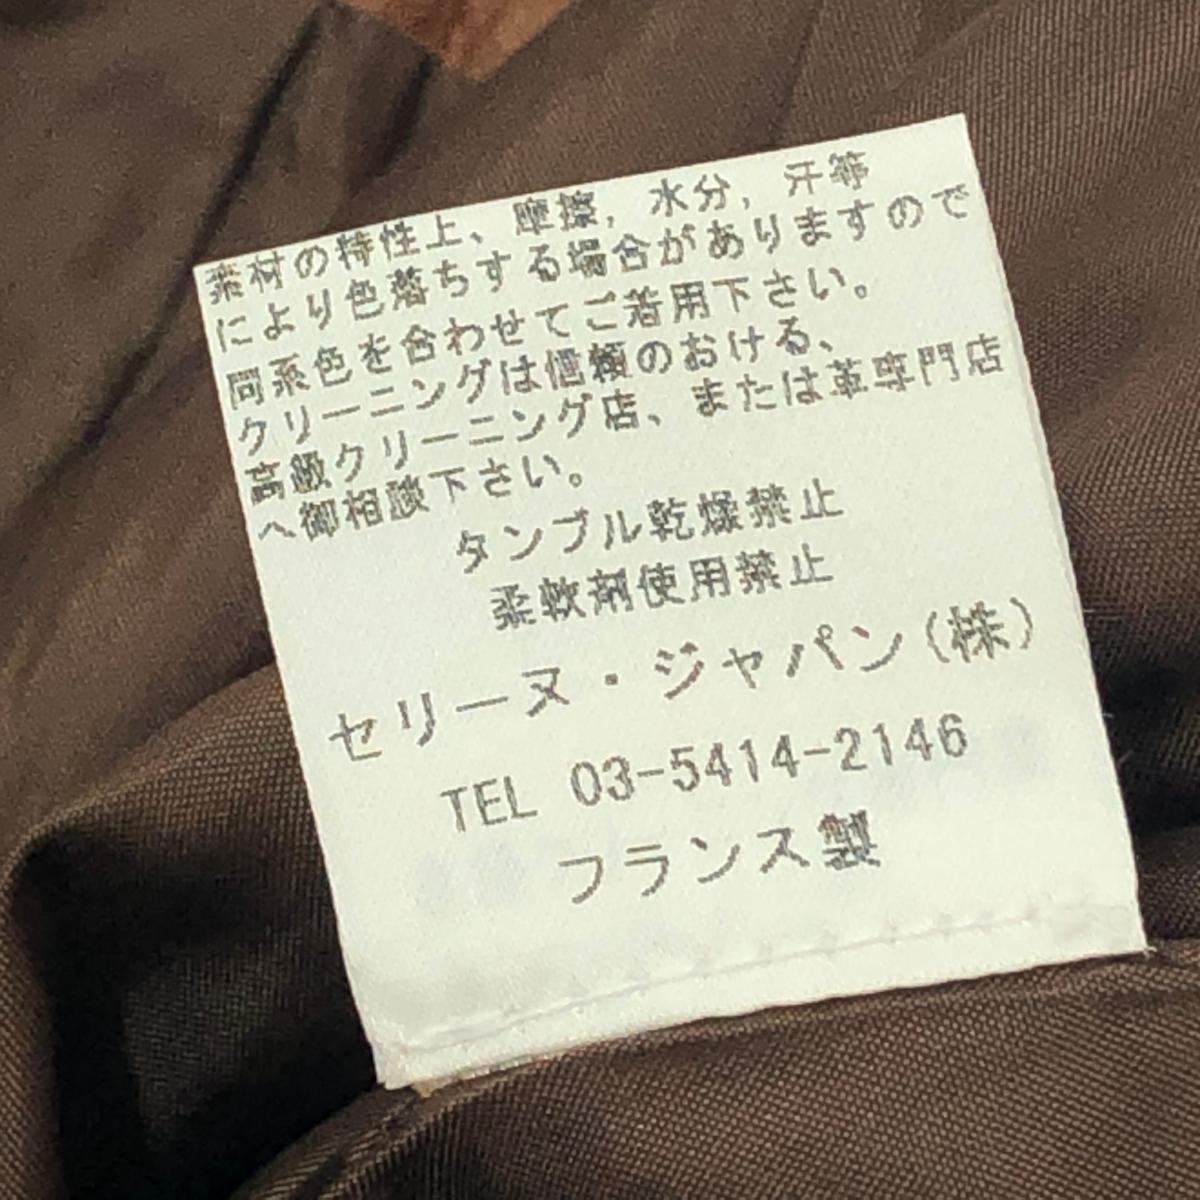 素材の特性上、摩擦，水分，汗等
により色落ちする場合がありますので
同系色を合わせてご着用下さい。
クリーニングは信頼のおける、
高級クリーニング店、または革専門店
へ御相談下さい。
タンブル乾燥禁止
柔軟剤使用禁止
セリーヌ・ジャパン(株)
TEL 03-5414-2146
フランス製